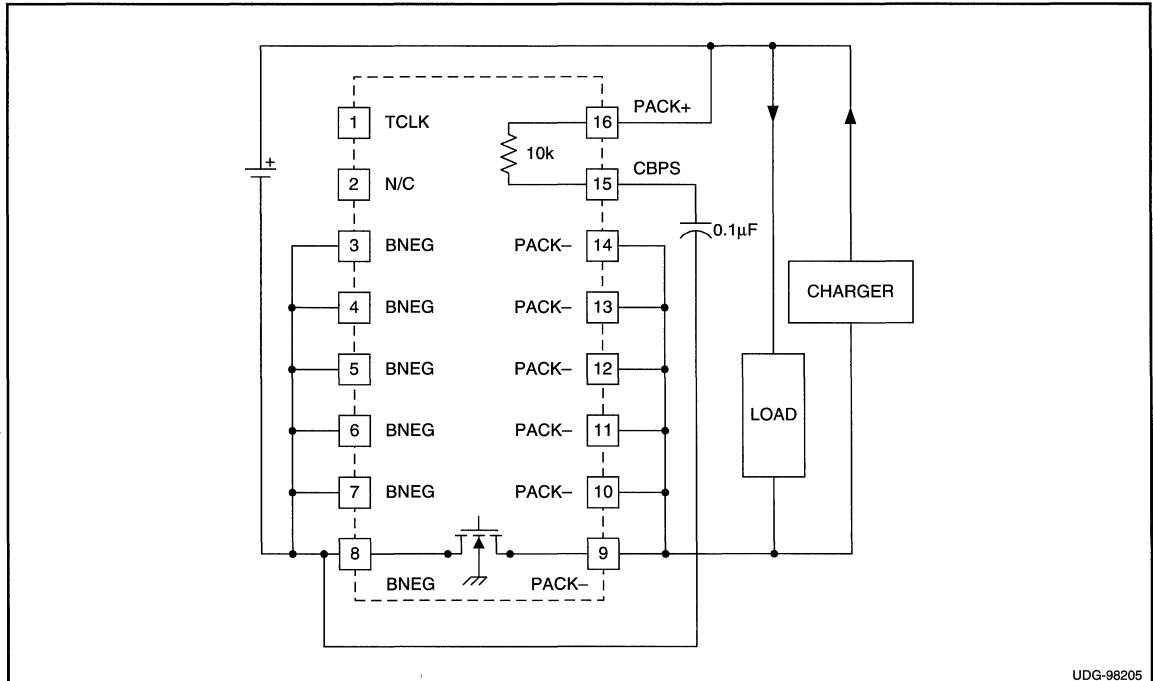 PACK+
1 TCLK 16
10k
CBPS
2 N/C 15
0.1µF
3 BNEG PACK– 14
CHARGER
4 BNEG PACK– 13
5 BNEG PACK– 12
LOAD
6 BNEG PACK– 11
7 BNEG PACK– 10
8 9
BNEG PACK–
+
UDG-98205